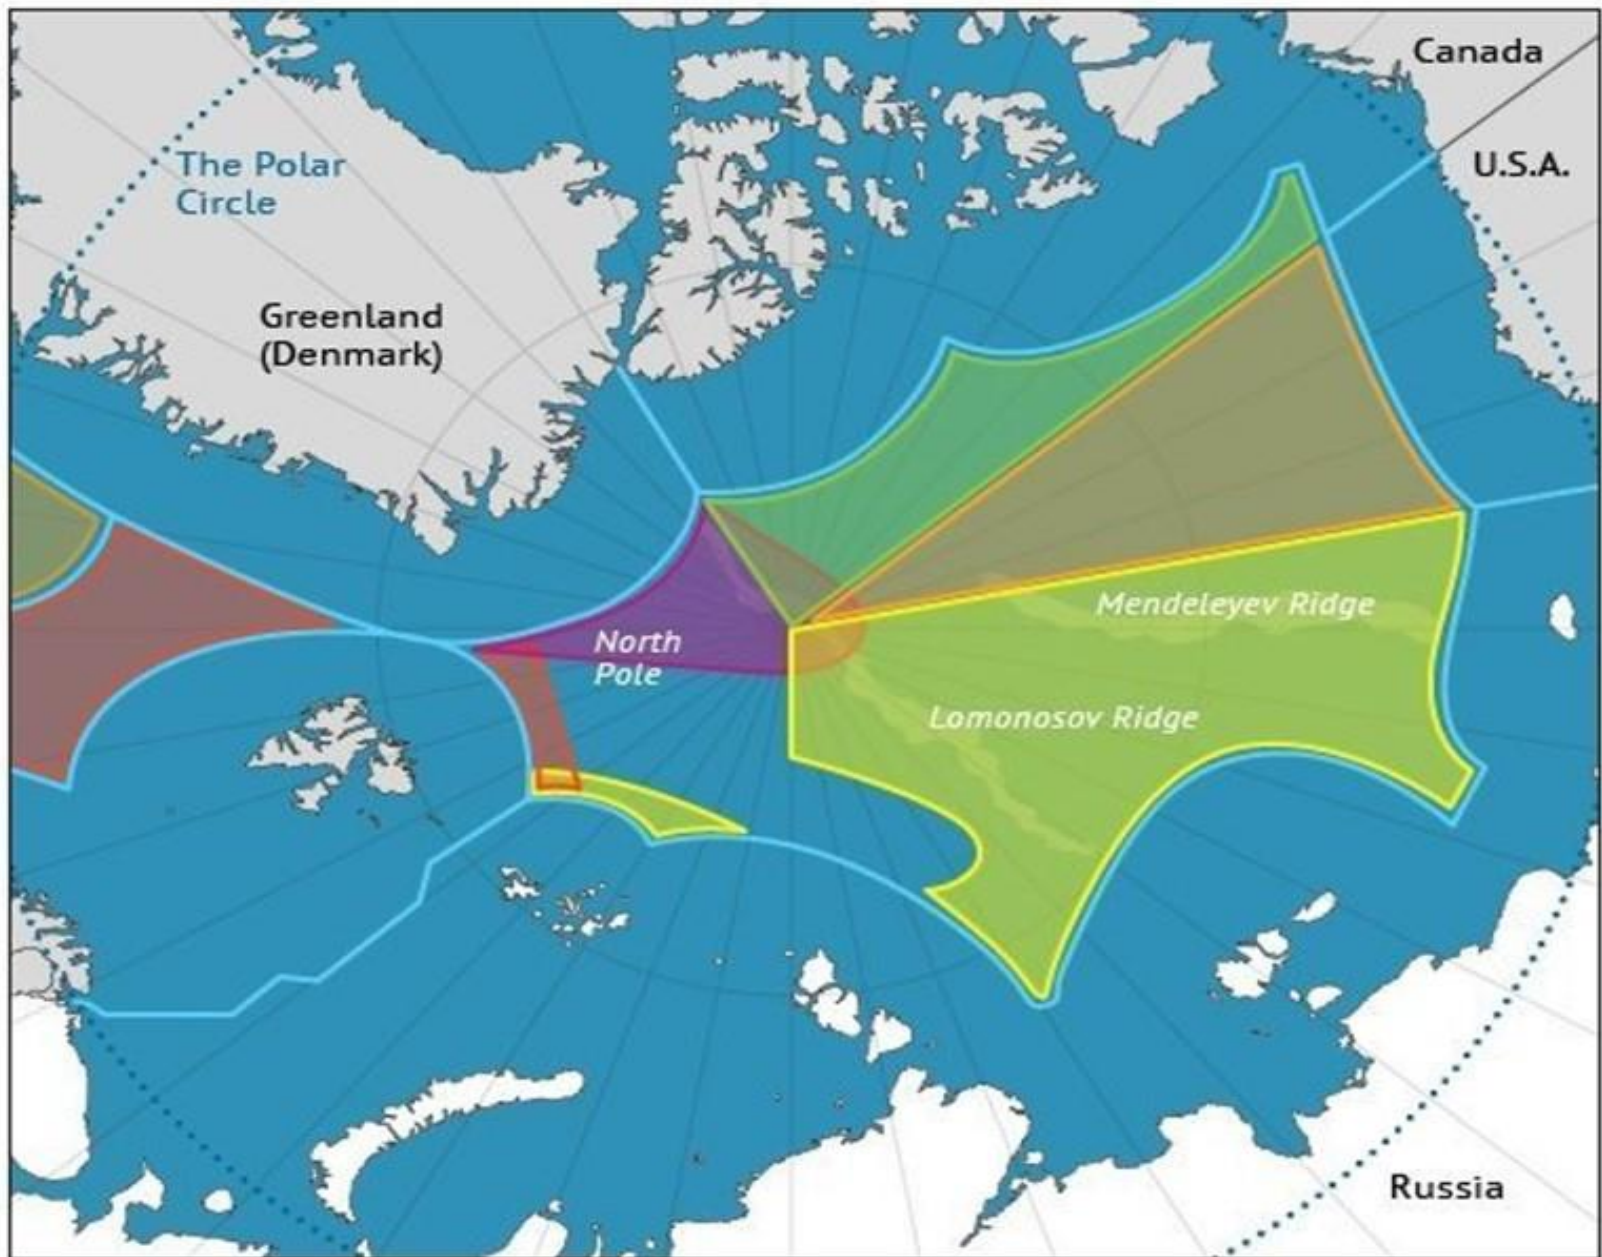 Canada
The Polar
Circle
U.S.A.
Greenland
(Denmark)
Mendeleyev Ridge
North
Pole
Lomonosov Ridge
Russia